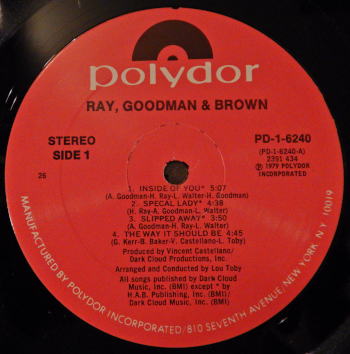 polydor
RAY, GOODMAN & BROWN
STEREO
SIDE 1
PD-1-6240
(PD-1-6240-A)
2391 434
℗ 1979 POLYDOR
INCORPORATED
26
1. INSIDE OF YOU* 5:07
(A. Goodman-H. Ray-L. Walter-H. Goodman)
2. SPECAL LADY* 4:38
(H. Ray-A. Goodman-L. Walter)
3. SLIPPED AWAY* 3:50
(A. Goodman-H. Ray-L. Walter)
4. THE WAY IT SHOULD BE 4:45
(G. Kerr-B. Baker-V. Castellano-L. Toby)
Produced by Vincent Castellano/
Dark Cloud Productions, Inc.
Arranged and Conducted by Lou Toby
All songs published by Dark Cloud
Music, Inc. (BMI) except * by
H.A.B. Publishing, Inc. (BMI)/
Dark Cloud Music, Inc. (BMI)
MANUFACTURED BY POLYDOR INCORPORATED/810 SEVENTH AVENUE/NEW YORK, NY 10019